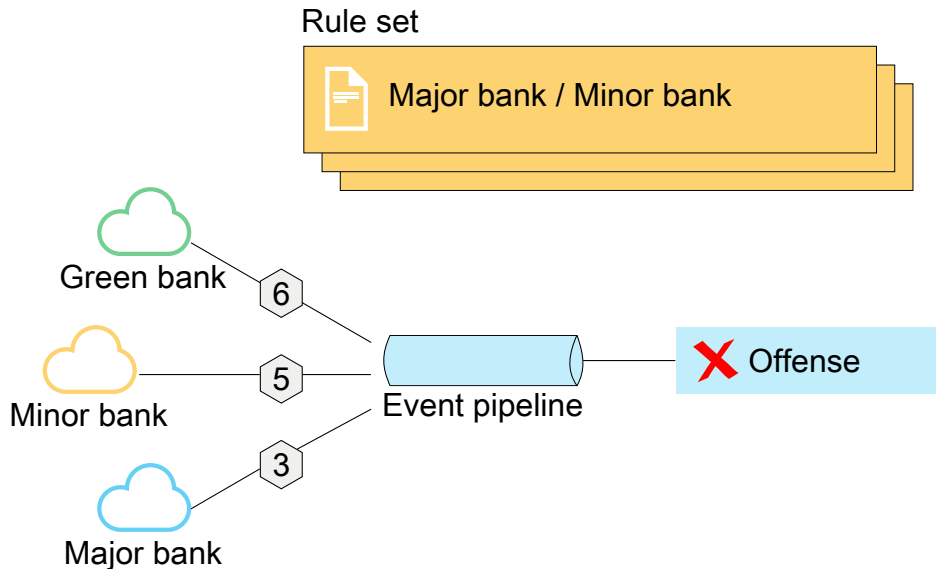 Rule set
Major bank / Minor bank
Green bank
6
Minor bank
5
Event pipeline
Offense
3
Major bank